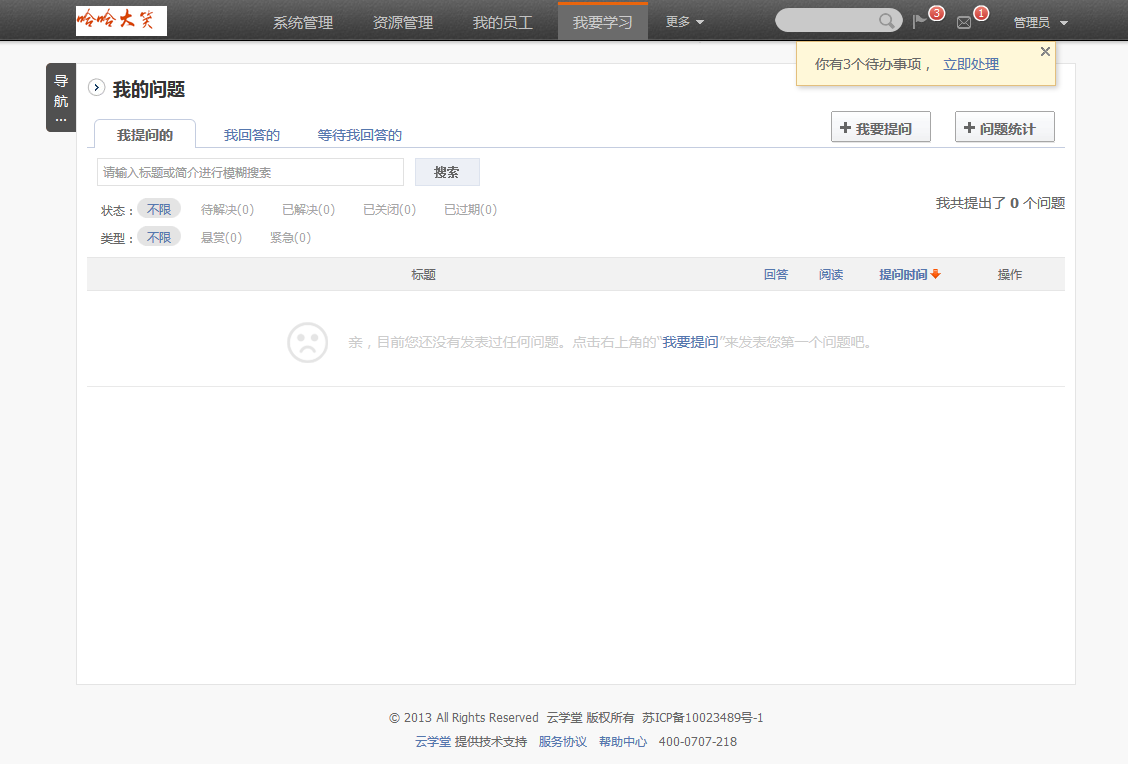 哈哈大笑 系统管理 资源管理 我的员工 我要学习 更多 3 1 管理员
你有3个待办事项， 立即处理
导航...
我的问题
我提问的 我回答的 等待我回答的 我要提问 问题统计
请输入标题或简介进行模糊搜索 搜索
状态： 不限 待解决(0) 已解决(0) 已关闭(0) 已过期(0) 我共提出了 0 个问题
类型： 不限 悬赏(0) 紧急(0)
标题 回答 阅读 提问时间 操作
亲，目前您还没有发表过任何问题。点击右上角的"我要提问"来发表您第一个问题吧。
© 2013 All Rights Reserved 云学堂 版权所有 苏ICP备10023489号-1
云学堂 提供技术支持 服务协议 帮助中心 400-0707-218